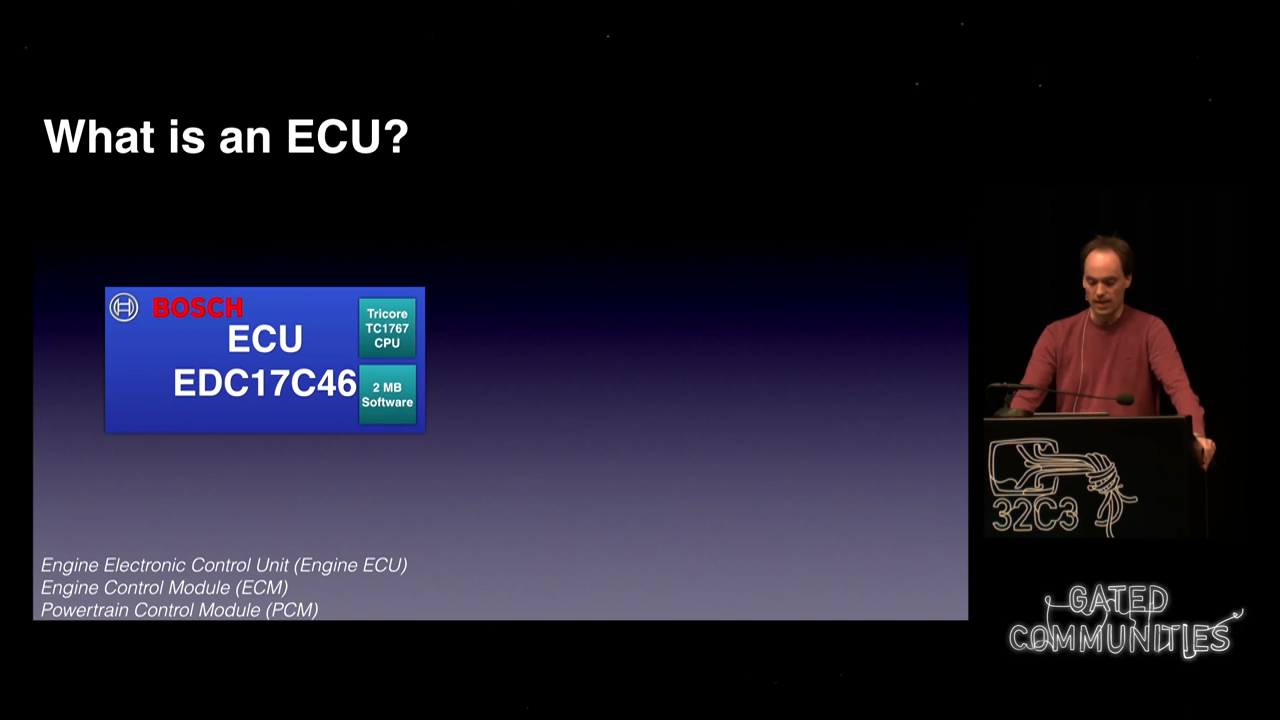 What is an ECU?
BOSCH
ECU
EDC17C46
Tricore
TC1767
CPU
2 MB
Software
Engine Electronic Control Unit (Engine ECU)
Engine Control Module (ECM)
Powertrain Control Module (PCM)
32C3
GATED
COMMUNITIES